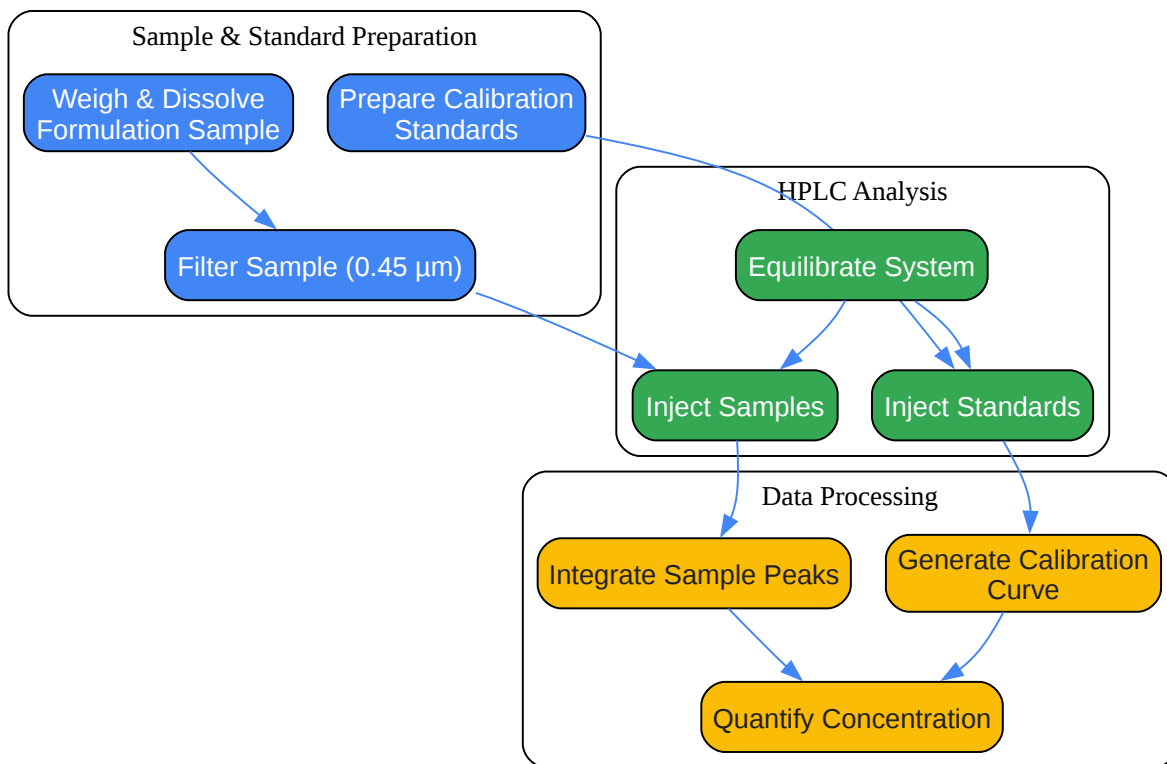 Sample & Standard Preparation
Weigh & Dissolve
Formulation Sample
Prepare Calibration
Standards
Filter Sample (0.45 µm)
HPLC Analysis
Equilibrate System
Inject Samples
Inject Standards
Data Processing
Integrate Sample Peaks
Generate Calibration
Curve
Quantify Concentration